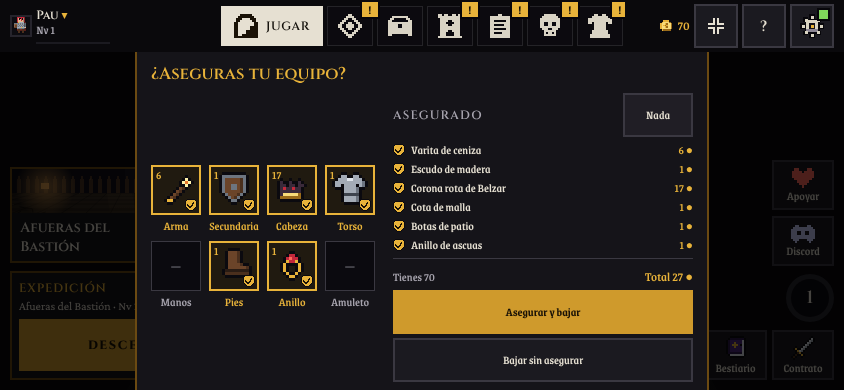 Pau ▾
Nv 1
JUGAR
!
!
!
!
!
70
?
¿Aseguras tu equipo?
ASEGURADO
Nada
Varita de ceniza 6
Escudo de madera 1
Corona rota de Belzar 17
Cota de malla 1
Botas de patio 1
Anillo de ascuas 1
Tienes 70 Total 27
Asegurar y bajar
Bajar sin asegurar
6
1
17
1
Arma
Secundaria
Cabeza
Torso
–
1
1
–
Manos
Pies
Anillo
Amuleto
Afueras del
Bastión
EXPEDICIÓN
Afueras del Bastión · Nv
DESCE
Apoyar
Discord
1
Bestiario
Contrato